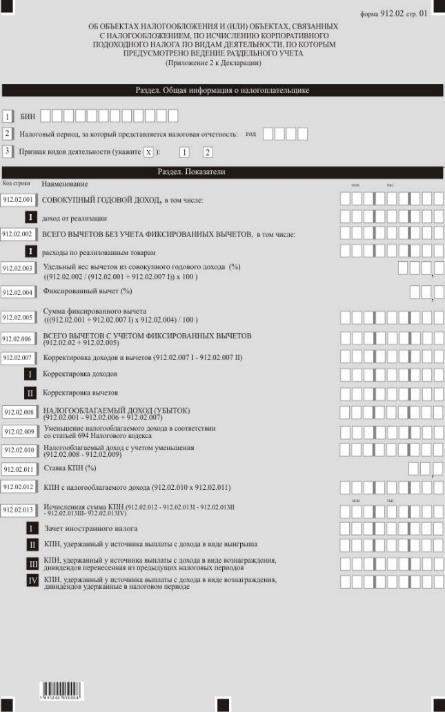 форма 912.02 стр. 01
ОБ ОБЪЕКТАХ НАЛОГООБЛОЖЕНИЯ И (ИЛИ) ОБЪЕКТАХ, СВЯЗАННЫХ
С НАЛОГООБЛОЖЕНИЕМ, ПО ИСЧИСЛЕНИЮ КОРПОРАТИВНОГО
ПОДОХОДНОГО НАЛОГА ПО ВИДАМ ДЕЯТЕЛЬНОСТИ, ПО КОТОРЫМ
ПРЕДУСМОТРЕНО ВЕДЕНИЕ РАЗДЕЛЬНОГО УЧЕТА
(Приложение 2 к Декларации)
Раздел. Общая информация о налогоплательщике
1 БИН
2 Налоговый период, за который представляется налоговая отчетность: год
3 Признак видов деятельности (укажите X ): 1 2
Раздел. Показатели
Код строки Наименование млн тыс
912.02.001 СОВОКУПНЫЙ ГОДОВОЙ ДОХОД, в том числе:
I доход от реализации
912.02.002 ВСЕГО ВЫЧЕТОВ БЕЗ УЧЕТА ФИКСИРОВАННЫХ ВЫЧЕТОВ, в том числе:
I расходы по реализованным товарам
912.02.003 Удельный вес вычетов из совокупного годового дохода (%)
((912.02.002 / (912.02.001 + 912.02.007 I)) x 100 )
912.02.004 Фиксированный вычет (%)
912.02.005 Сумма фиксированного вычета
(((912.02.001 + 912.02.007 I) x 912.02.004) / 100 )
912.02.006 ВСЕГО ВЫЧЕТОВ С УЧЕТОМ ФИКСИРОВАННЫХ ВЫЧЕТОВ
(912.02.02 + 912.02.005)
912.02.007 Корректировка доходов и вычетов (912.02.007 I - 912.02.007 II)
I Корректировка доходов
II Корректировка вычетов
912.02.008 НАЛОГООБЛАГАЕМЫЙ ДОХОД (УБЫТОК)
(912.02.001 - 912.02.006 + 912.02.007)
912.02.009 Уменьшение налогооблагаемого дохода в соответствии
со статьей 694 Налогового кодекса
912.02.010 Налогооблагаемый доход с учетом уменьшения
(912.02.008 - 912.02.009)
912.02.011 Ставка КПН (%)
912.02.012 КПН с налогооблагаемого дохода (912.02.010 x 912.02.011)
млн тыс
912.02.013 Исчисленная сумма КПН (912.02.012 - 912.02.013I - 912.02.013II
- 912.02.013III- 912.02.013IV)
I Зачет иностранного налога
II КПН, удержанный у источника выплаты с дохода в виде выигрыша
III КПН, удержанный у источника выплаты с дохода в виде вознаграждения,
дивидендов перенесенная из предыдущих налоговых периодов
IV КПН, удержанный у источника выплаты с дохода в виде вознаграждения,
дивидендов удержанные в налоговом периоде